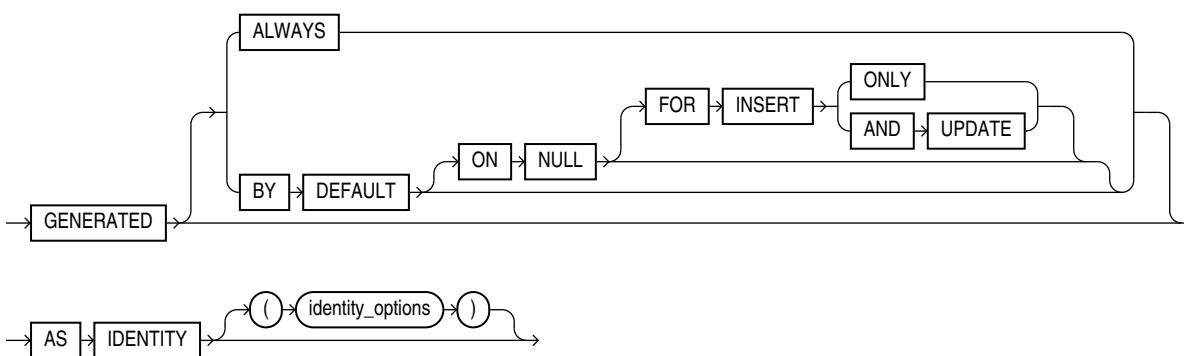 ALWAYS
FOR INSERT ONLY
AND UPDATE
ON NULL
BY DEFAULT
GENERATED
AS IDENTITY ( identity_options )